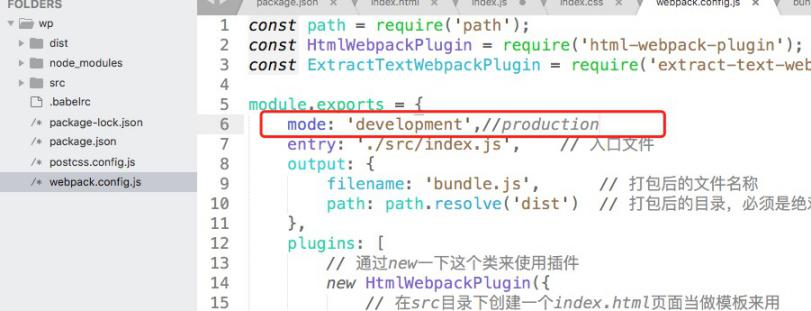 FOLDERS
wp
dist
node_modules
src
.babelrc
package-lock.json
package.json
postcss.config.js
webpack.config.js
package.json
index.html
index.js
index.css
webpack.config.js
bun
1 const path = require('path');
2 const HtmlWebpackPlugin = require('html-webpack-plugin');
3 const ExtractTextWebpackPlugin = require('extract-text-web
4
5 module.exports = {
6 mode: 'development',//production
7 entry: './src/index.js', // 入口文件
8 output: {
9 filename: 'bundle.js', // 打包后的文件名称
10 path: path.resolve('dist') // 打包后的目录，必须是绝
11 },
12 plugins: [
13 // 通过new一下这个类来使用插件
14 new HtmlWebpackPlugin({
15 // 在src目录下创建一个index.html页面当做模板来用